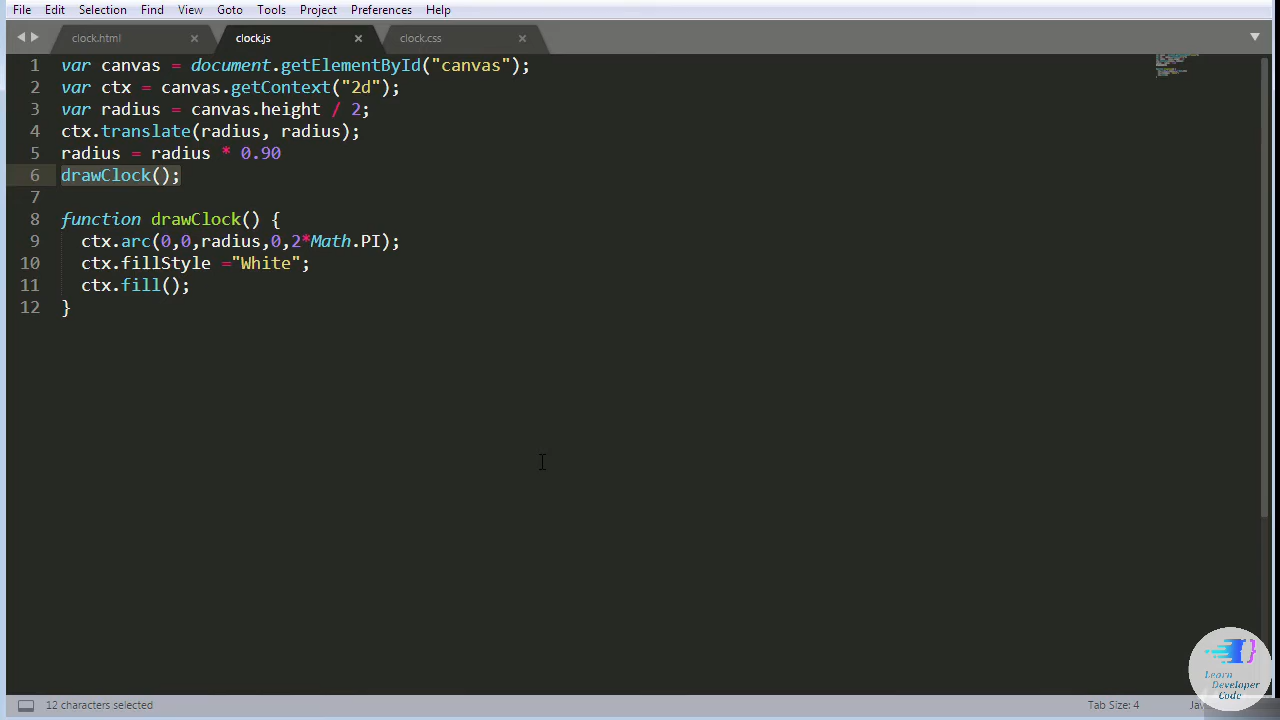 File Edit Selection Find View Goto Tools Project Preferences Help
clock.html clock.js clock.css
1 var canvas = document.getElementById("canvas");
2 var ctx = canvas.getContext("2d");
3 var radius = canvas.height / 2;
4 ctx.translate(radius, radius);
5 radius = radius * 0.90
6 drawClock();
7
8 function drawClock() {
9 ctx.arc(0,0,radius,0,2*Math.PI);
10 ctx.fillStyle ="White";
11 ctx.fill();
12 }
Learn
Developer
Code
12 characters selected Tab Size: 4